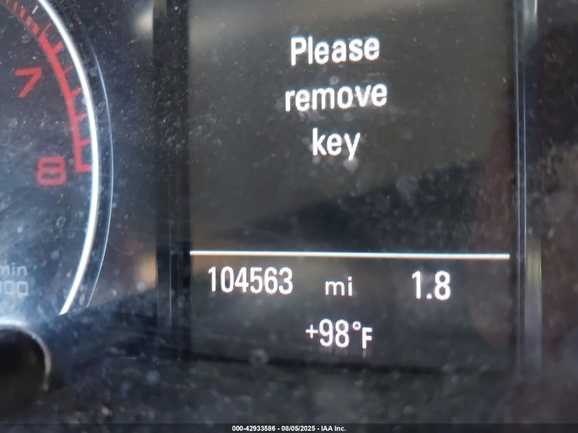 Please
remove
key
7
8
104563 mi 1.8
+98°F
000-42933586 - 08/05/2025 - IAA Inc.